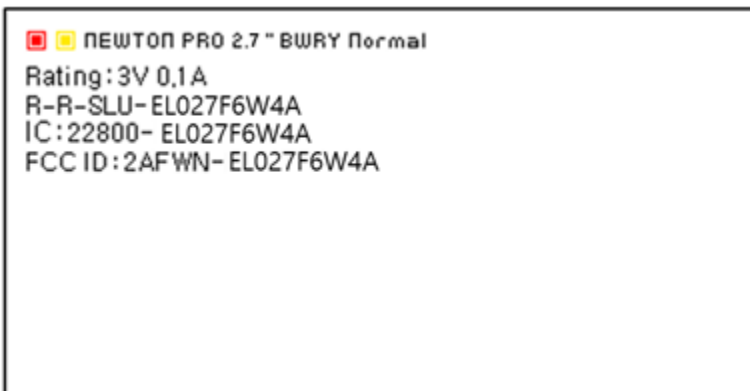 NEWTON PRO 2.7" BWRY Normal
Rating:3V 0.1A
R-R-SLU-EL027F6W4A
IC:22800-EL027F6W4A
FCC ID:2AFWN-EL027F6W4A